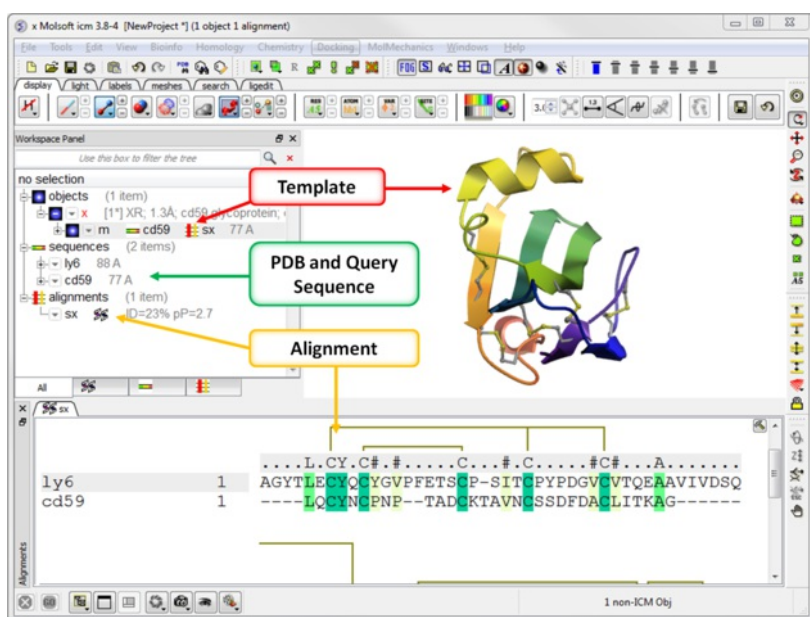 x Molsoft icm 3.8-4 [NewProject *] (1 object 1 alignment)
File Tools Edit View Bioinfo Homology Chemistry Docking MolMechanics Windows Help
display light labels meshes search ligedit
Workspace Panel
Use this box to filter the tree
no selection
objects (1 item)
x [1*] XR; 1.3Å; cd59 glycoprotein;
m cd59 sx 77 A
sequences (2 items)
ly6 88 A
cd59 77 A
alignments (1 item)
sx ID=23% pP=2.7
Template
PDB and Query
Sequence
Alignment
All
sx
....L.CY.C#.#.....C...#.C.....#C#...A.......
ly6 1 AGYTLECYQCYGVPFETSCP-SITCPYPDGVCVTQEAAVIVDSQ
cd59 1 ----LQCYNCPNP--TADCKTAVNCSSDFDACLITKAG------
Alignments
1 non-ICM Obj